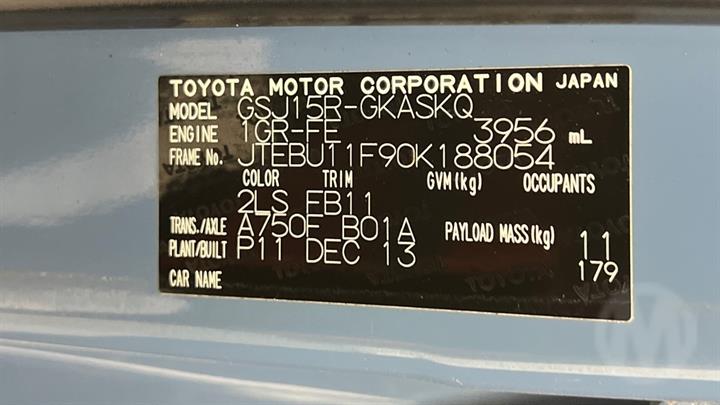 TOYOTA MOTOR CORPORATION JAPAN
MODEL GSJ15R-GKASKQ
ENGINE 1GR-FE 3956 mL
FRAME No. JTEBU11F90K188054
COLOR TRIM GVM(kg) OCCUPANTS
2LS FB11
TRANS./AXLE A750F B01A PAYLOAD MASS(kg) 11
PLANT/BUILT P11 DEC 13 179
CAR NAME
M